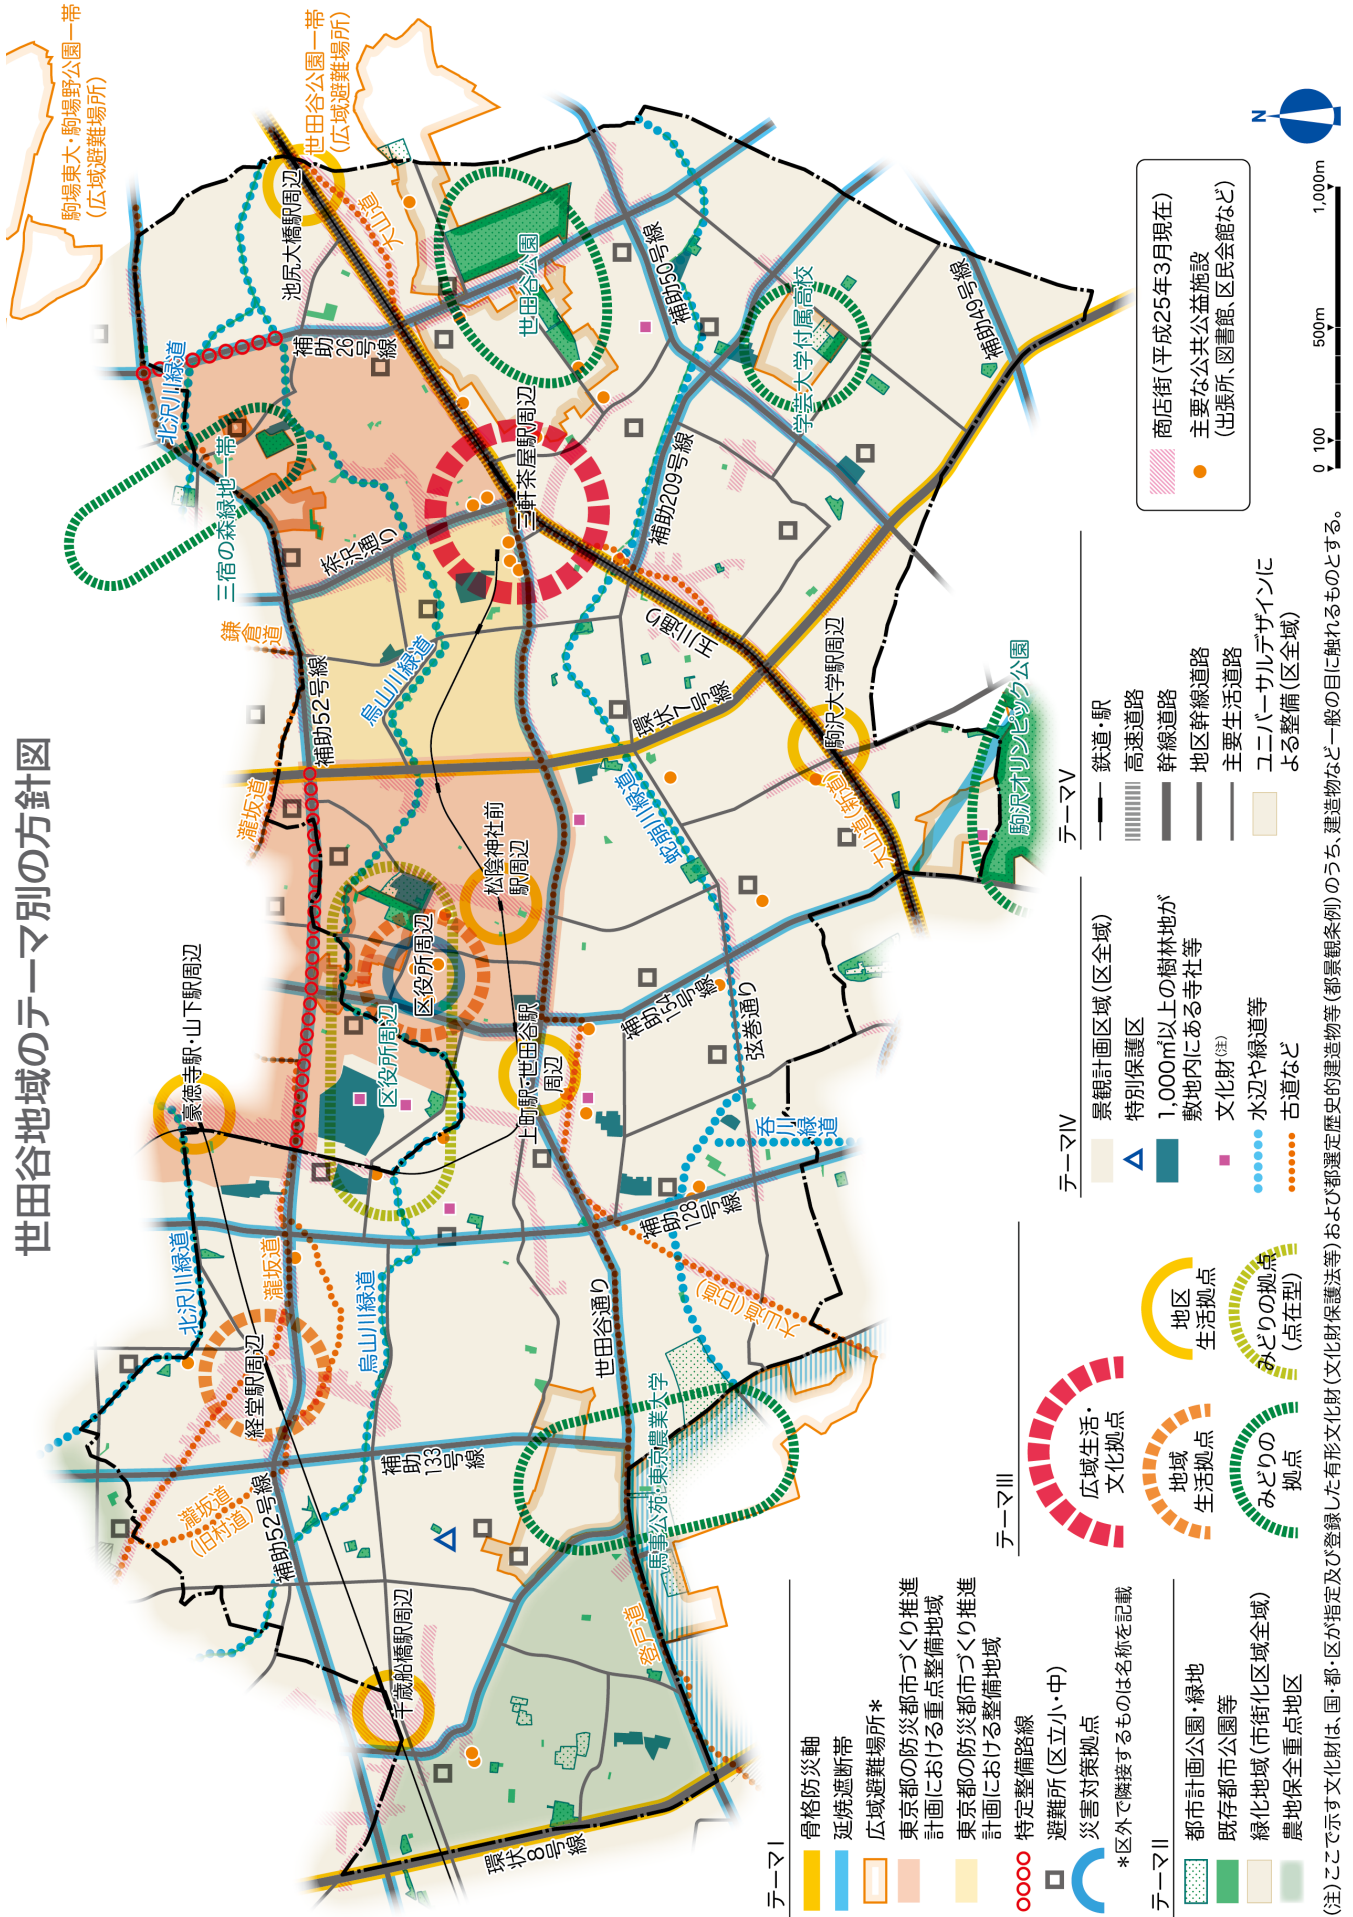 世田谷地域のテーマ別の方針図
駒場東大・駒場野公園一帯
(広域避難場所)
世田谷公園一帯
(広域避難場所)
池尻大橋駅周辺
大山道
北沢川緑道
補助
26
号
線
世田谷公園
補助50号線
学芸大学付属高校
補助49号線
三宿の森緑地一帯
茶沢通り
三軒茶屋駅周辺
補助209号線
鎌倉
道
補助52号線
烏山川緑道
玉川通り
環状7号線
駒沢大学駅周辺
大山道(新道)
駒沢オリンピック公園
瀧坂道
松陰神社前
駅周辺
蛇崩川緑道
区役所周辺
区役所周辺
豪徳寺駅・山下駅周辺
上町駅・世田谷駅
周辺
補助
154
号線
弦巻通り
呑川
緑道
補助
128
号線
北沢川緑道
瀧坂道
烏山川緑道
世田谷通り
大山道(旧道)
経堂駅周辺
補助
133
号線
馬事公苑・東京農業大学
瀧坂道
(旧村道)
補助52号線
千歳船橋駅周辺
登戸道
環状
8号
線
N
0 100 500m 1,000m
商店街(平成25年3月現在)
主要な公共公益施設
(出張所、図書館、区民会館など)
テーマⅠ
骨格防災軸
延焼遮断帯
広域避難場所＊
東京都の防災都市づくり推進
計画における重点整備地域
東京都の防災都市づくり推進
計画における整備地域
特定整備路線
避難所(区立小・中)
災害対策拠点
＊区外で隣接するものは名称を記載
テーマⅡ
都市計画公園・緑地
既存都市公園等
緑化地域(市街化区域全域)
農地保全重点地区
テーマⅢ
広域生活・
文化拠点
地域
生活拠点
地区
生活拠点
みどりの
拠点
みどりの拠点
(点在型)
テーマⅣ
景観計画区域(区全域)
特別保護区
1,000㎡以上の樹林地が
敷地内にある寺社等
文化財(注)
水辺や緑道等
古道など
テーマⅤ
鉄道・駅
高速道路
幹線道路
地区幹線道路
主要生活道路
ユニバーサルデザインに
よる整備(区全域)
(注)ここで示す文化財は、国・都・区が指定及び登録した有形文化財(文化財保護法等)および都選定歴史的建造物等(都景観条例)のうち、建造物など一般の目に触れるものとする。